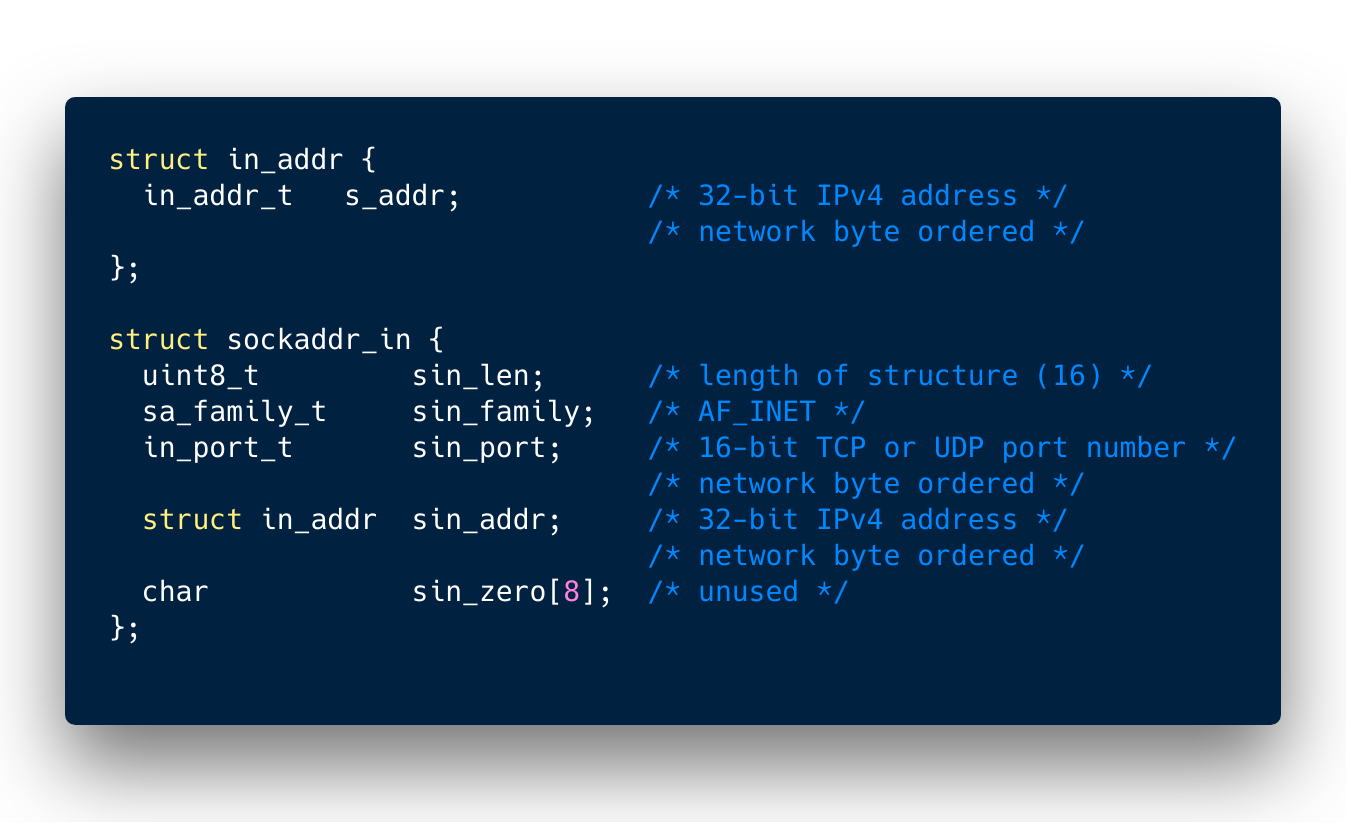 struct in_addr {
  in_addr_t   s_addr;           /* 32-bit IPv4 address */
                                /* network byte ordered */
};

struct sockaddr_in {
  uint8_t         sin_len;      /* length of structure (16) */
  sa_family_t     sin_family;   /* AF_INET */
  in_port_t       sin_port;     /* 16-bit TCP or UDP port number */
                                /* network byte ordered */
  struct in_addr  sin_addr;     /* 32-bit IPv4 address */
                                /* network byte ordered */
  char            sin_zero[8];  /* unused */
};